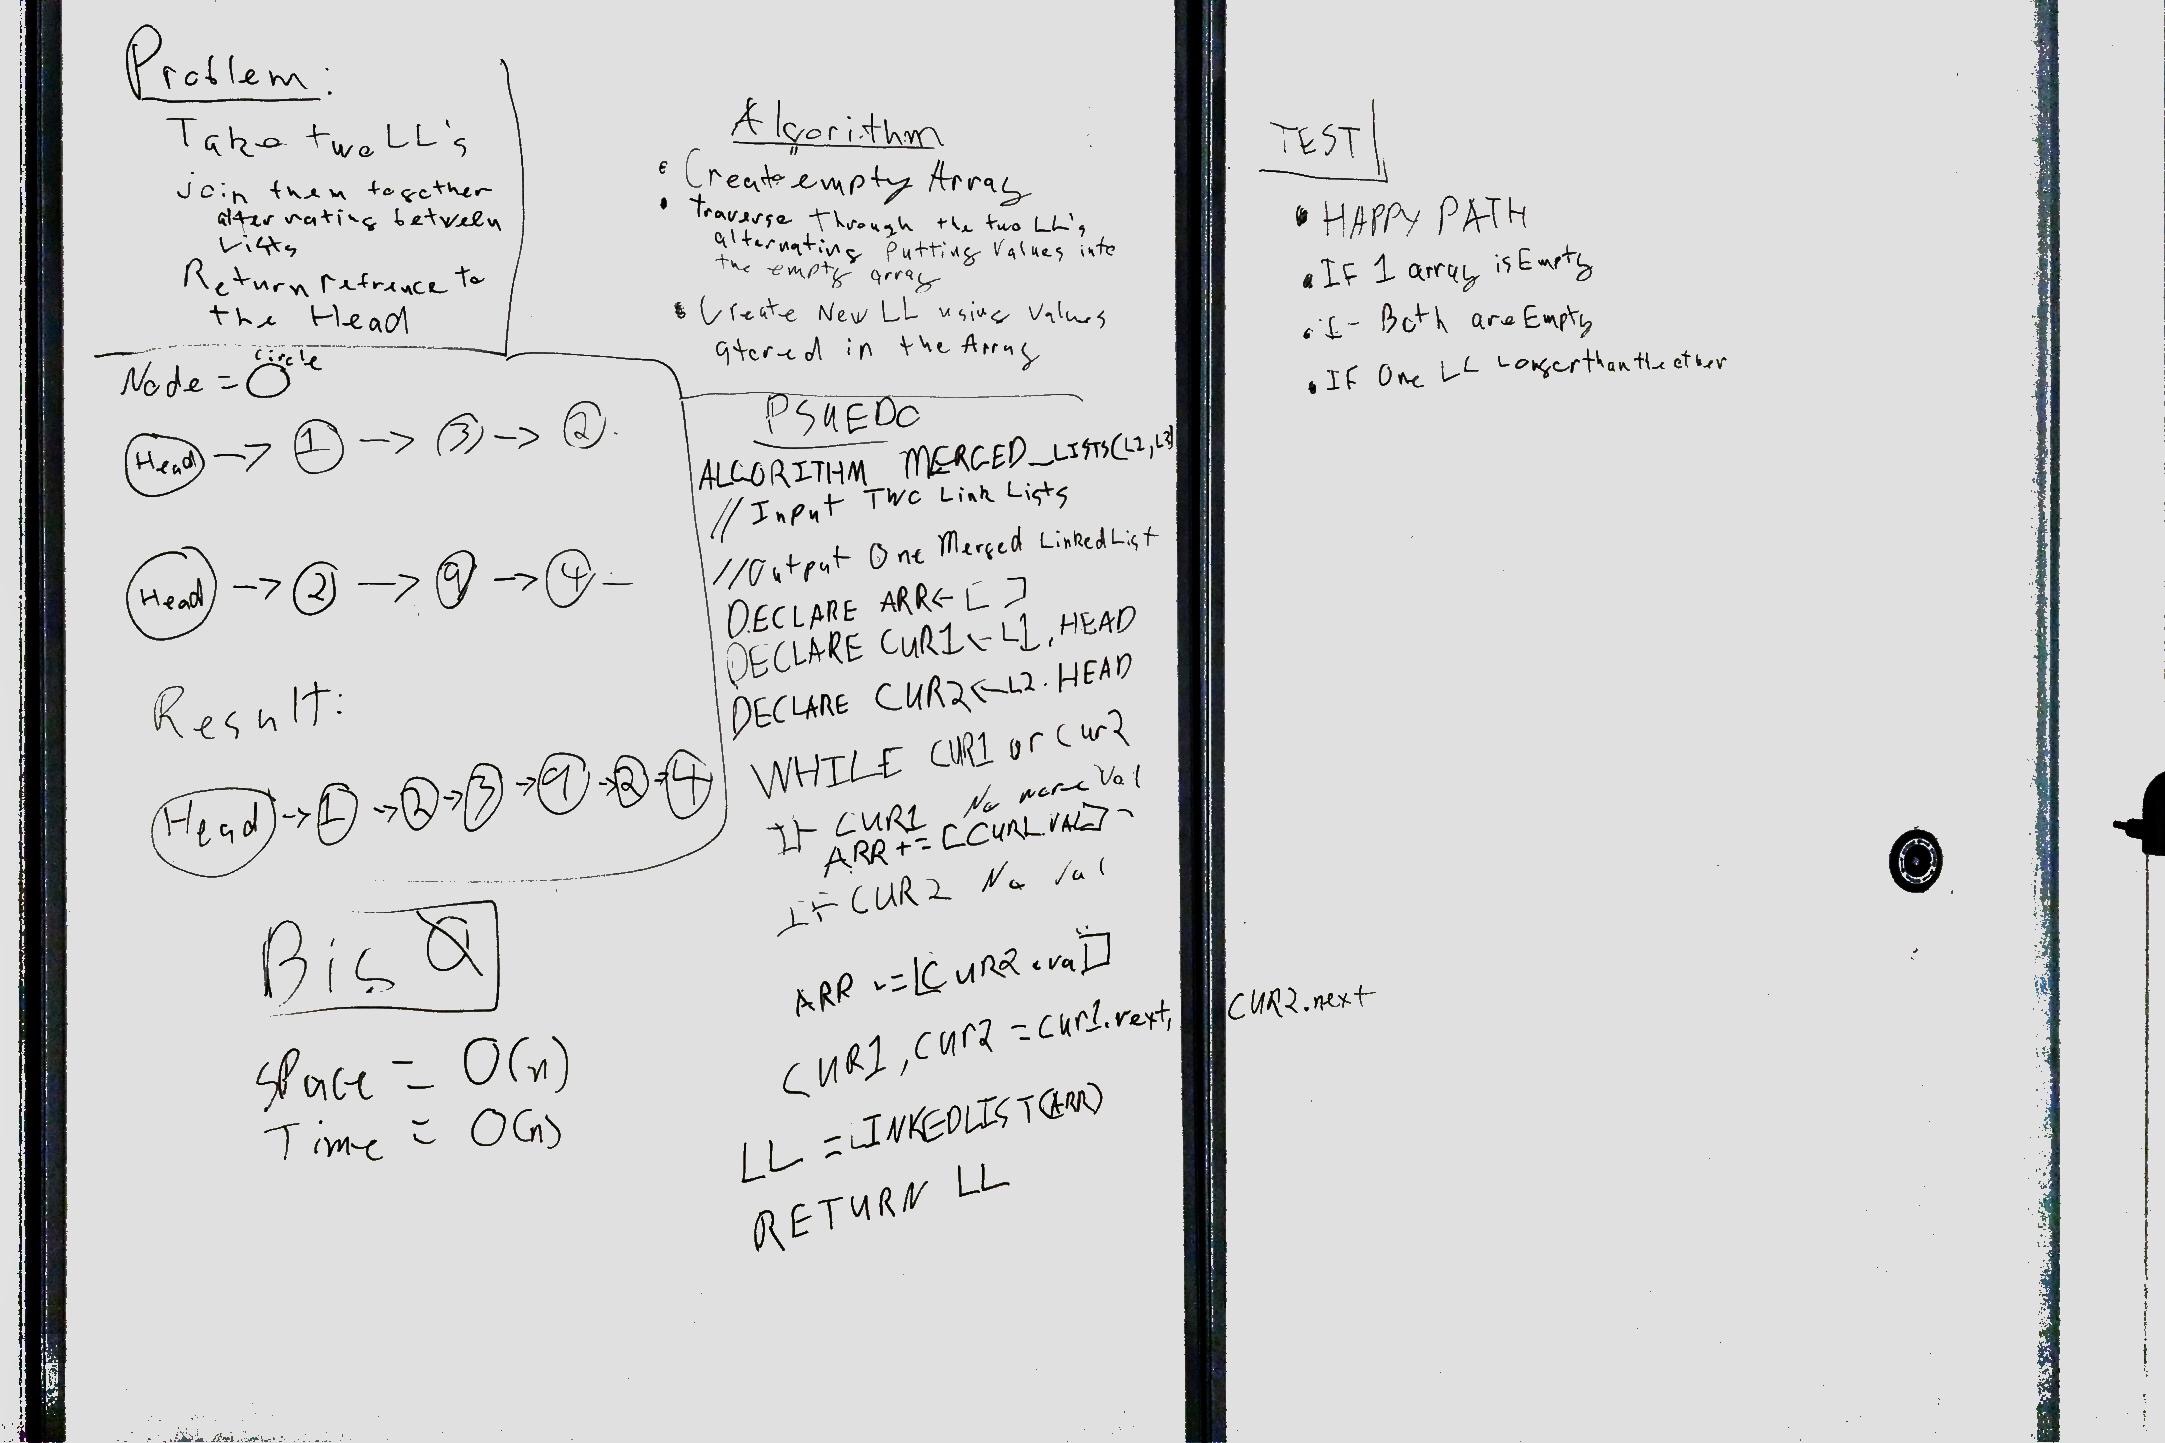 Problem:
Take two LL's
join them together
alternating between
Lists
Return refrence to
the Head
Node = Circle
Head -> 1 -> 3 -> 2
Head -> 2 -> 9 -> 4 -
Result:
Head -> 1 -> 2 -> 3 -> 9 -> 2 -> 4
Big O
Space = O(n)
Time = O(n)
Algorithm
• Create empty Array
• traverse through the two LL's
alternating Putting Values into
the empty array
• Create New LL using Values
stored in the Array
PSUEDO
ALGORITHM MERGED_LISTS(L2, L3)
// Input TWO Link Lists
// Output One Merged LinkedList
DECLARE ARR <- [ ]
DECLARE CUR1 <- L1.HEAD
DECLARE CUR2 <- L2.HEAD
WHILE CUR1 or Cur2
IF CUR1 No more Val
ARR += [CUR1.VAL]
IF CUR2 No Val
ARR += [CUR2.val]
CUR1, CUR2 = CUR1.next, CUR2.next
LL = LINKEDLIST(ARR)
RETURN LL
TEST
• HAPPY PATH
• IF 1 array is Empty
• IF Both are Empty
• IF One LL Longer than the other